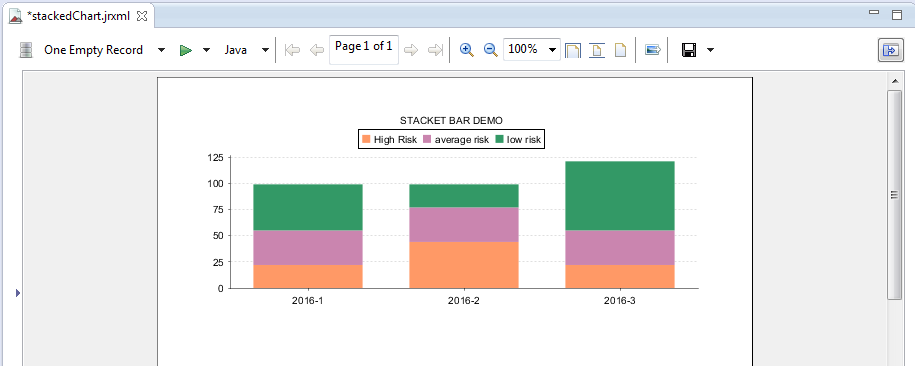 *stackedChart.jrxml
One Empty Record Java Page 1 of 1 100%
STACKET BAR DEMO
High Risk average risk low risk
125
100
75
50
25
0
2016-1 2016-2 2016-3